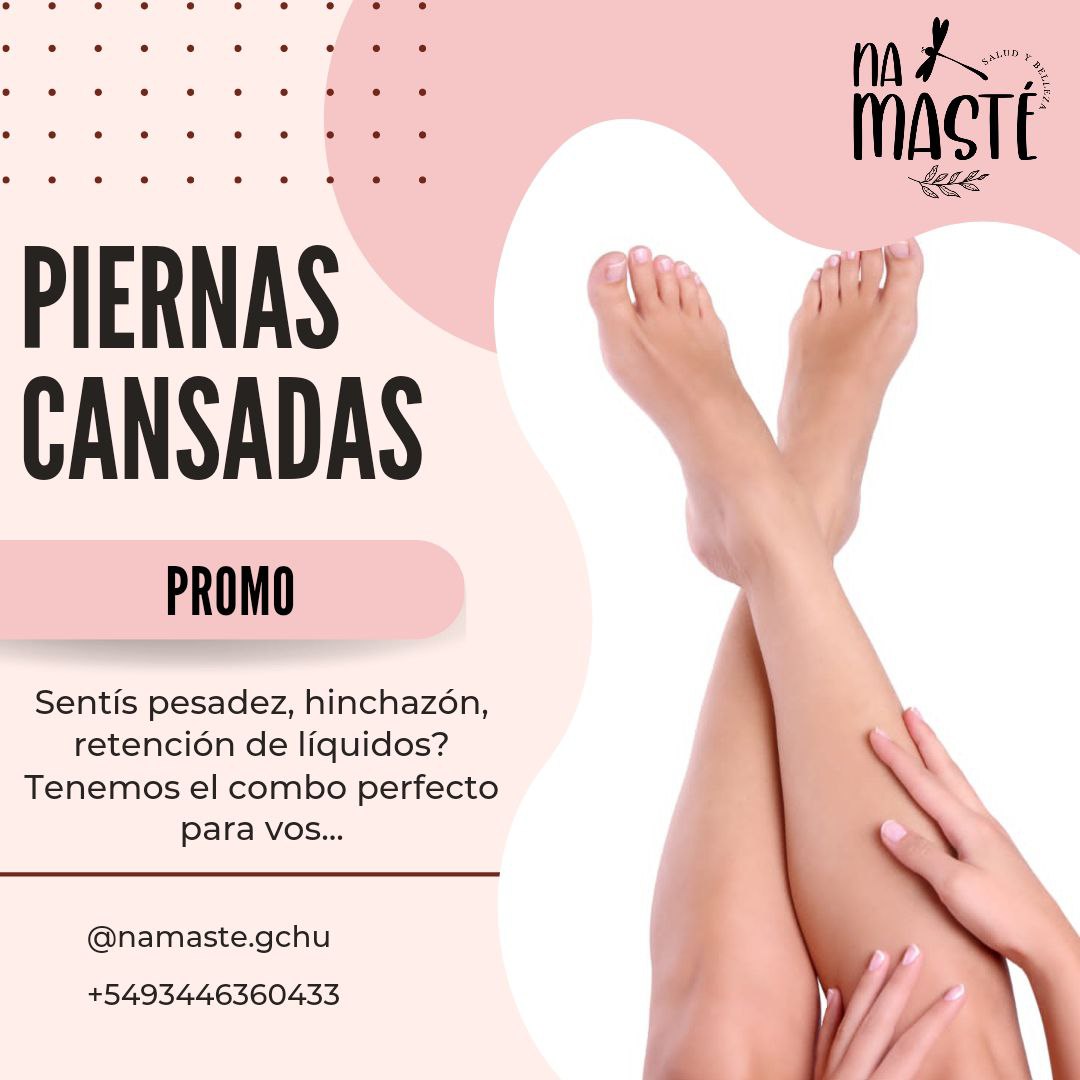 NA
MASTÉ
SALUD Y BELLEZA
PIERNAS
CANSADAS
PROMO
Sentís pesadez, hinchazón,
retención de líquidos?
Tenemos el combo perfecto
para vos...
@namaste.gchu
+5493446360433